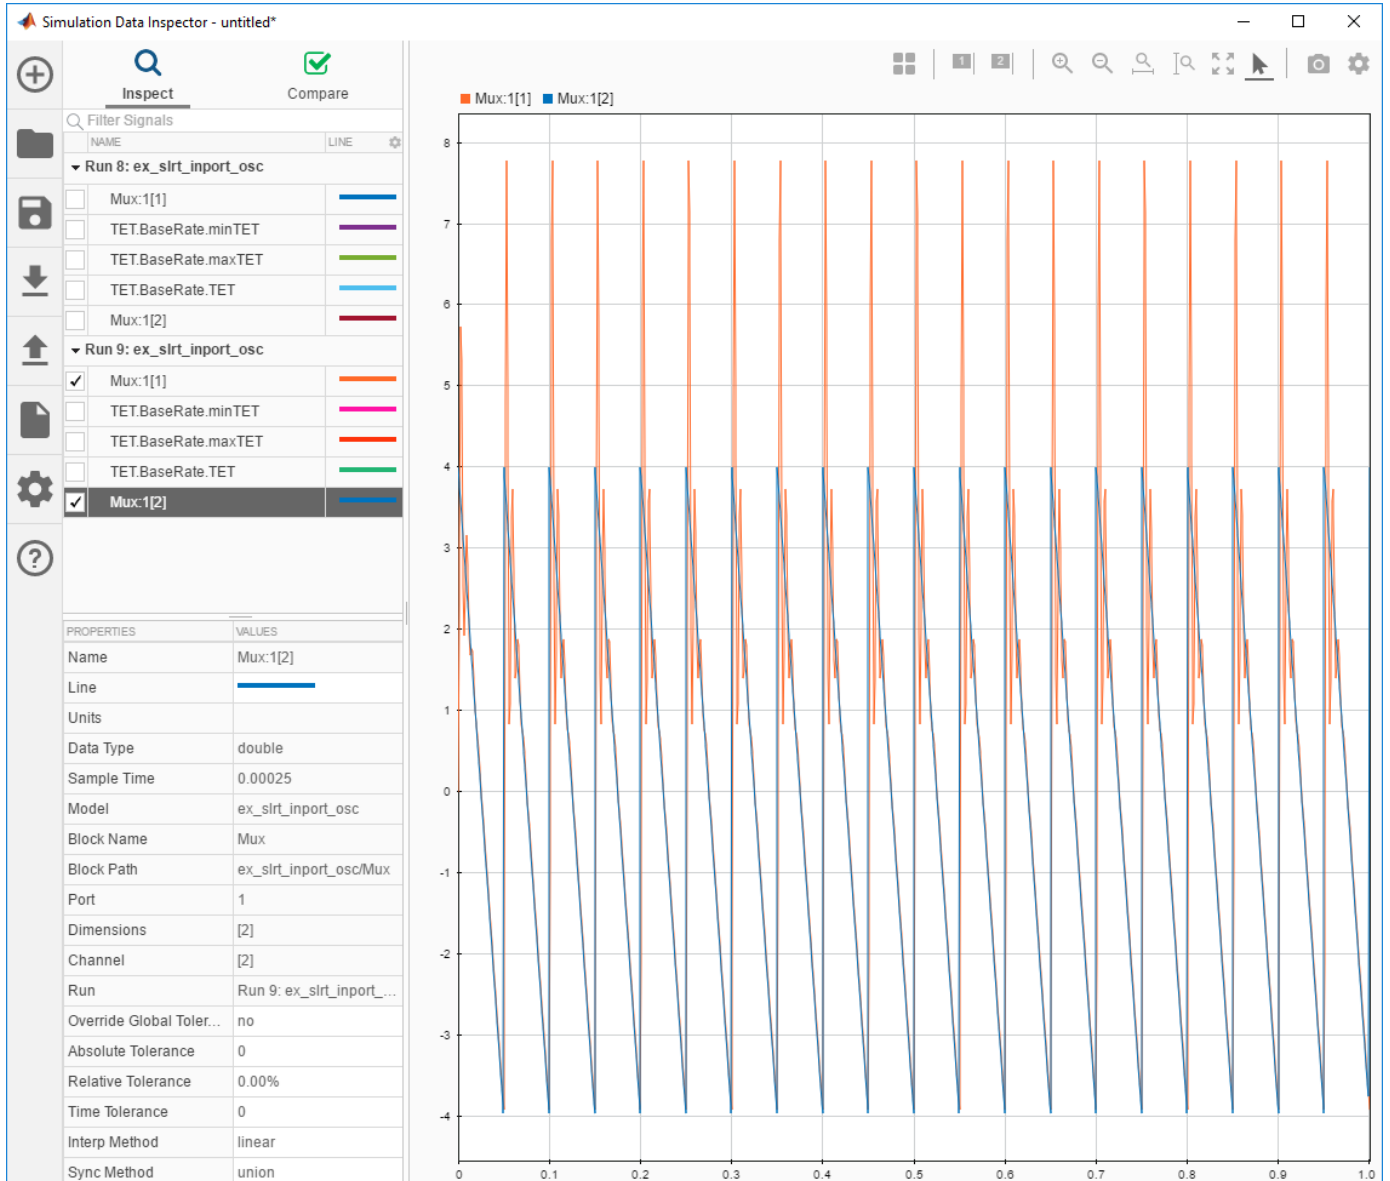 Simulation Data Inspector - untitled*
Inspect
Compare
Filter Signals
NAME LINE
Run 8: ex_slrt_inport_osc
Mux:1[1]
TET.BaseRate.minTET
TET.BaseRate.maxTET
TET.BaseRate.TET
Mux:1[2]
Run 9: ex_slrt_inport_osc
Mux:1[1]
TET.BaseRate.minTET
TET.BaseRate.maxTET
TET.BaseRate.TET
Mux:1[2]
PROPERTIES VALUES
Name Mux:1[2]
Line
Units
Data Type double
Sample Time 0.00025
Model ex_slrt_inport_osc
Block Name Mux
Block Path ex_slrt_inport_osc/Mux
Port 1
Dimensions [2]
Channel [2]
Run Run 9: ex_slrt_inport_...
Override Global Toler... no
Absolute Tolerance 0
Relative Tolerance 0.00%
Time Tolerance 0
Interp Method linear
Sync Method union
1 2
Mux:1[1] Mux:1[2]
8
7
6
5
4
3
2
1
0
-1
-2
-3
-4
0 0.1 0.2 0.3 0.4 0.5 0.6 0.7 0.8 0.9 1.0